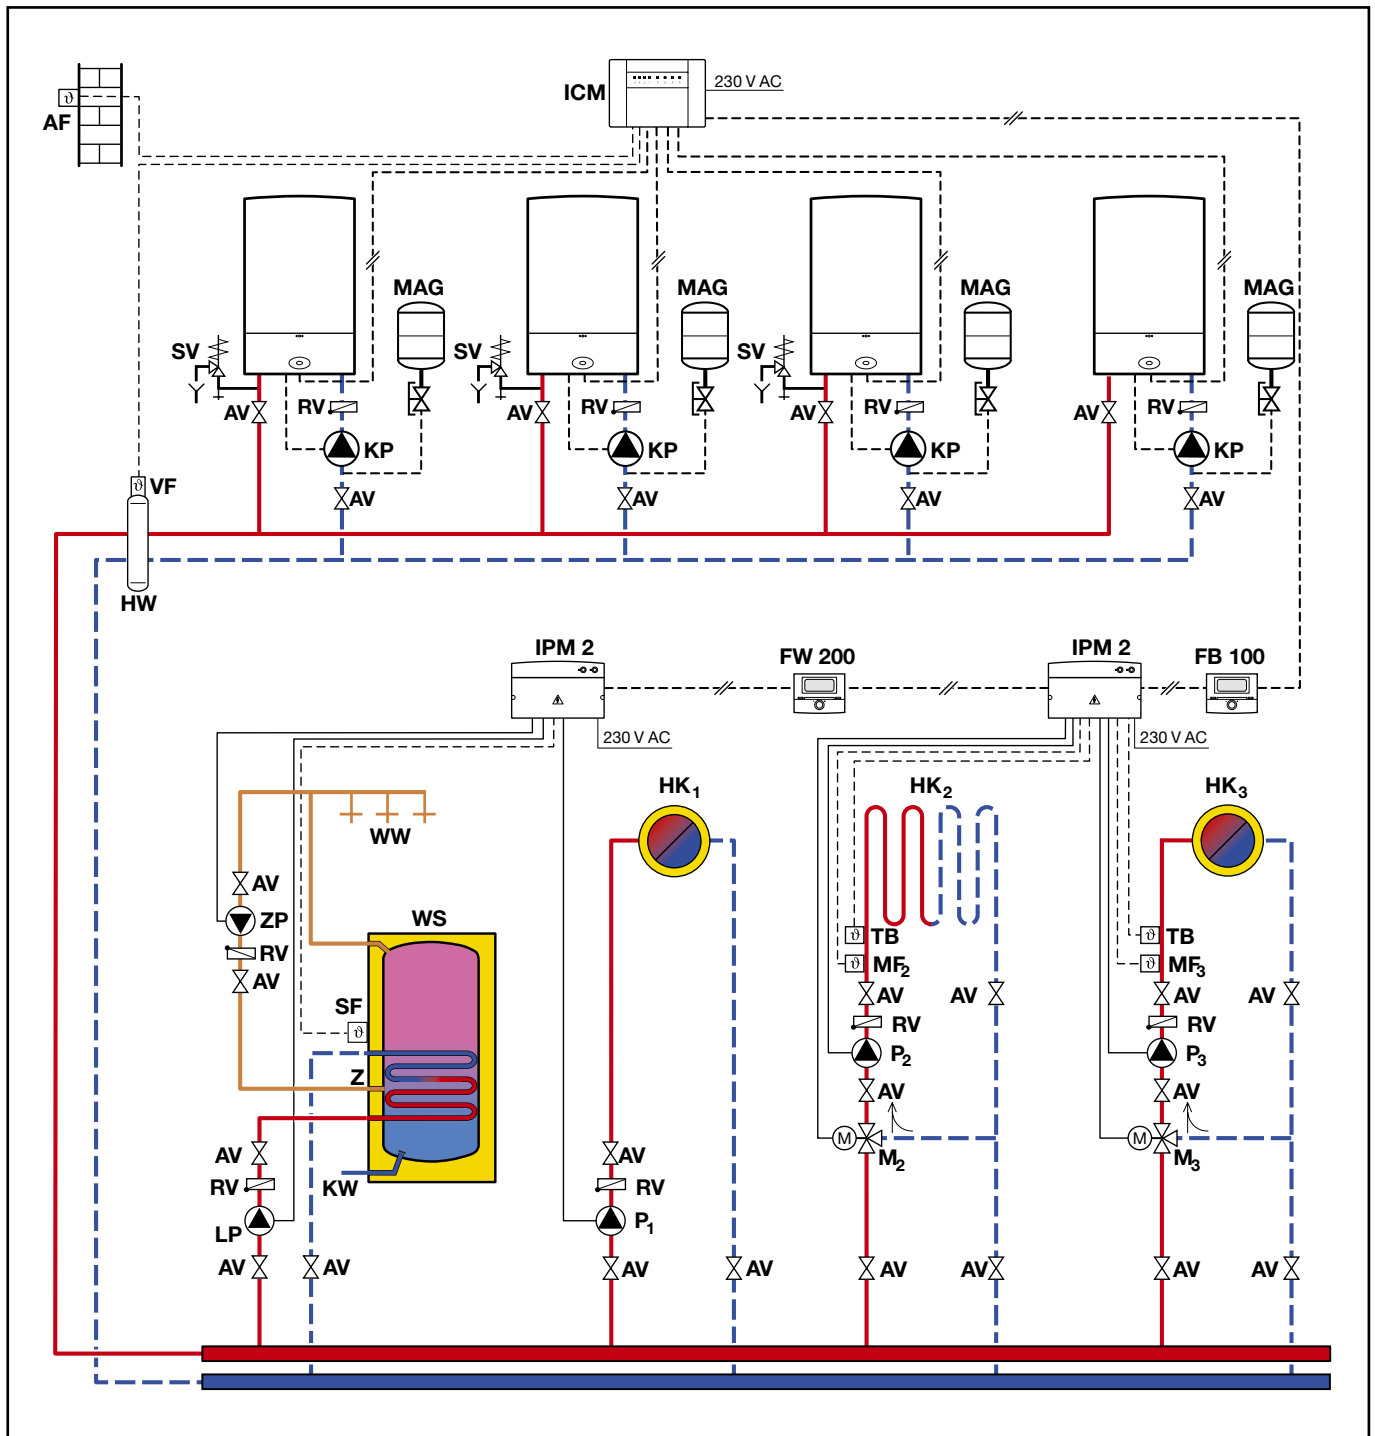 230 V AC
ICM
ϑ
AF
MAG MAG MAG MAG
SV SV SV
AV RV AV RV AV RV AV RV
KP KP KP KP
ϑ VF
AV AV AV AV
HW
IPM 2 FW 200 IPM 2 FB 100
230 V AC 230 V AC
HK1 HK2 HK3
WW
AV
ZP WS
RV ϑ TB ϑ TB
AV ϑ MF2 ϑ MF3
SF AV AV AV AV
ϑ RV RV
P2 P3
Z
AV AV
M M
AV AV M2 M3
RV KW RV
LP P1
AV AV AV AV AV AV AV AV